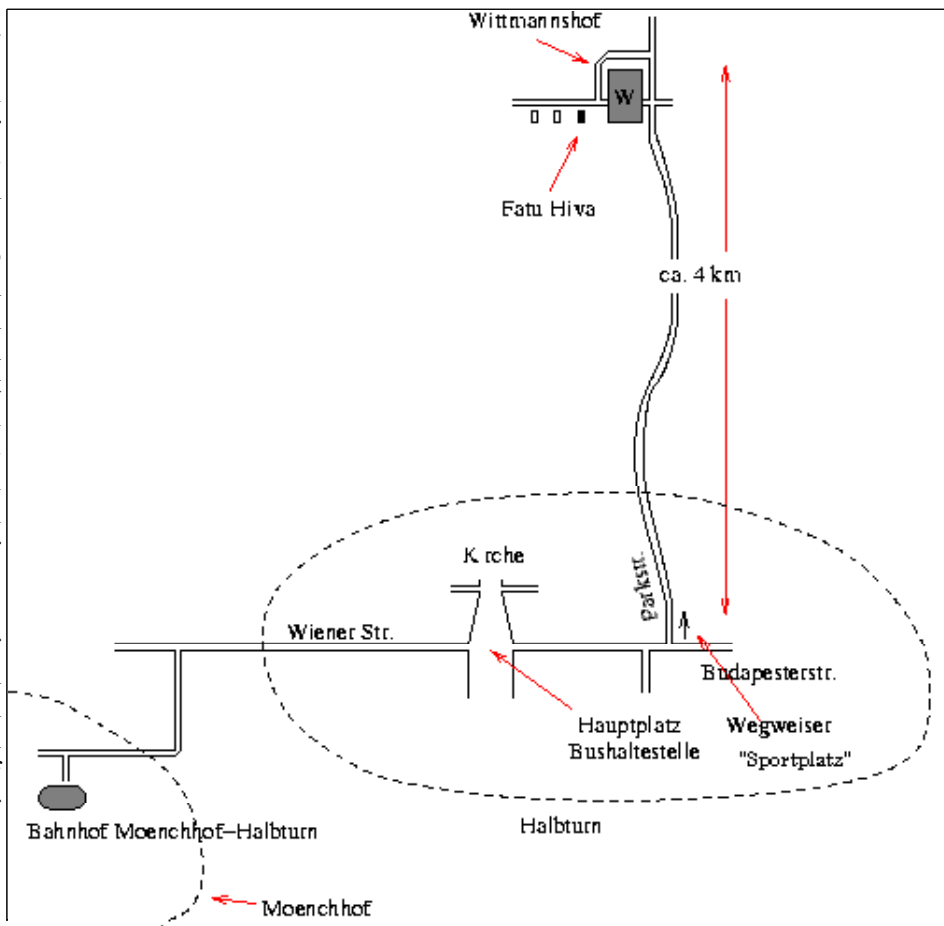 Wittmannshof
W
Fatu Hiva
ca. 4 km
Kirche
Parkstr.
Wiener Str.
Budapesterstr.
Hauptplatz
Bushaltestelle
Wegweiser
"Sportplatz"
Bahnhof Moenchhof-Halbturn
Halbturn
Moenchhof